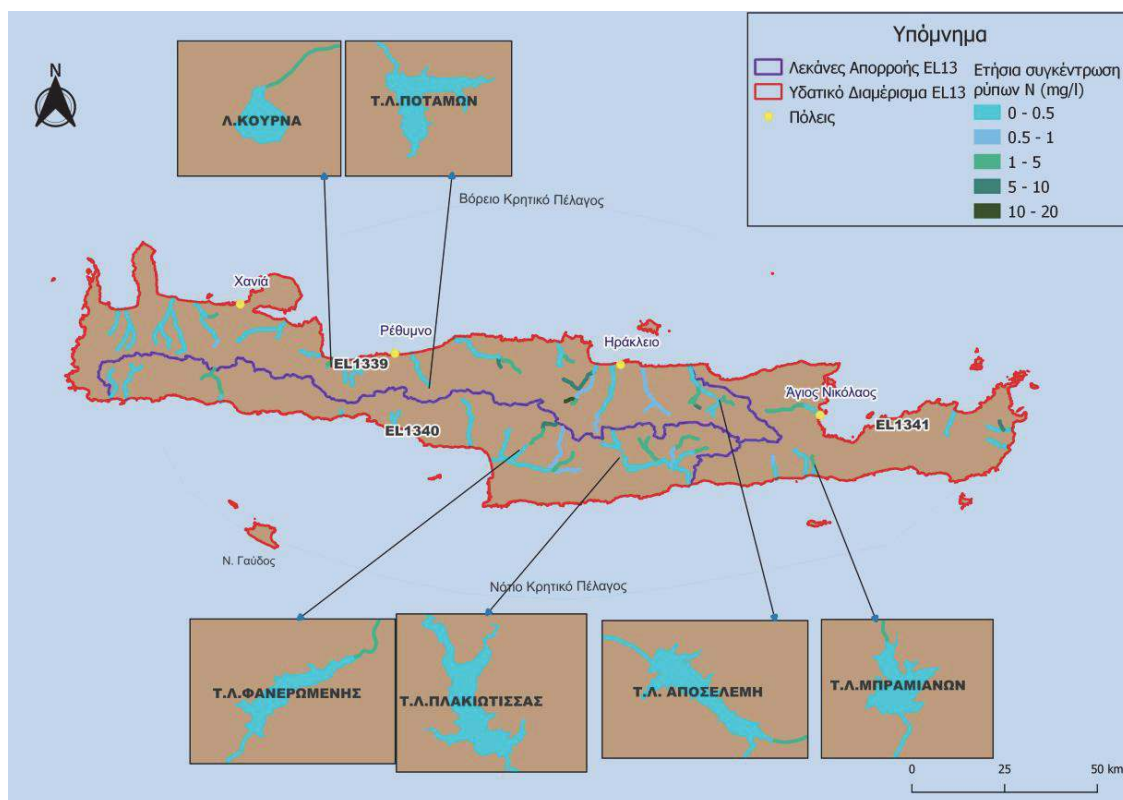 Υπόμνημα
Λεκάνες Απορροής EL13
Υδατικό Διαμέρισμα EL13
Πόλεις
Ετήσια συγκέντρωση
ρύπων N (mg/l)
0 - 0.5
0.5 - 1
1 - 5
5 - 10
10 - 20
N
Λ.ΚΟΥΡΝΑ
Τ.Λ.ΠΟΤΑΜΩΝ
Βόρειο Κρητικό Πέλαγος
Χανιά
Ρέθυμνο
Ηράκλειο
Άγιος Νικόλαος
EL1339
EL1340
EL1341
Ν. Γαύδος
Νότιο Κρητικό Πέλαγος
Τ.Λ.ΦΑΝΕΡΩΜΕΝΗΣ
Τ.Λ.ΠΛΑΚΙΩΤΙΣΣΑΣ
Τ.Λ. ΑΠΟΣΕΛΕΜΗ
Τ.Λ.ΜΠΡΑΜΙΑΝΩΝ
0 25 50 km